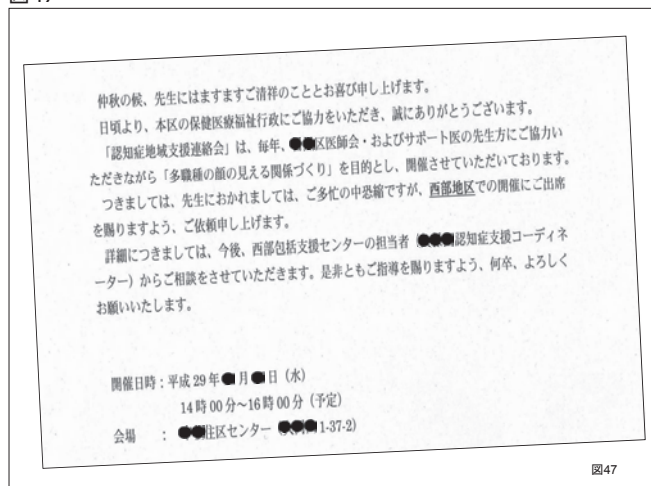 仲秋の候、先生にはますますご清祥のこととお喜び申し上げます。
日頃より、本区の保健医療福祉行政にご協力をいただき、誠にありがとうございます。
「認知症地域支援連絡会」は、毎年、●●区医師会・およびサポート医の先生方にご協力い
ただきながら「多職種の顔の見える関係づくり」を目的とし、開催させていただいております。
つきましては、先生におかれましては、ご多忙の中恐縮ですが、西部地区での開催にご出席
を賜りますよう、ご依頼申し上げます。
詳細につきましては、今後、西部包括支援センターの担当者（●●●認知症支援コーディネ
ーター）からご相談をさせていただきます。是非ともご指導を賜りますよう、何卒、よろしく
お願いいたします。
開催日時：平成 29 年●月●日（水）
14 時 00 分～16 時 00 分（予定）
会場　：●●住区センター　●●●1-37-2)
図47